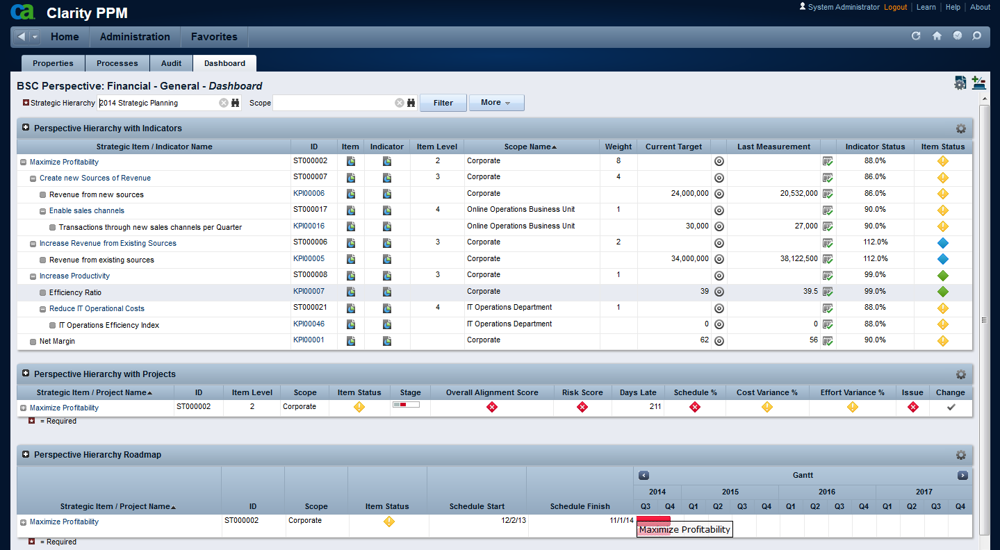 ca Clarity PPM
System Administrator Logout Learn Help About
Home Administration Favorites
Properties Processes Audit Dashboard
BSC Perspective: Financial - General - Dashboard
Strategic Hierarchy 2014 Strategic Planning Scope Filter More
Perspective Hierarchy with Indicators
Strategic Item / Indicator Name ID Item Indicator Item Level Scope Name Weight Current Target Last Measurement Indicator Status Item Status
Maximize Profitability ST000002 2 Corporate 8 88.0%
Create new Sources of Revenue ST000007 3 Corporate 4 86.0%
Revenue from new sources KPI00006 Corporate 24,000,000 20,532,000 86.0%
Enable sales channels ST000017 4 Online Operations Business Unit 1 90.0%
Transactions through new sales channels per Quarter KPI00016 Online Operations Business Unit 30,000 27,000 90.0%
Increase Revenue from Existing Sources ST000006 3 Corporate 2 112.0%
Revenue from existing sources KPI00005 Corporate 34,000,000 38,122,500 112.0%
Increase Productivity ST000008 3 Corporate 1 99.0%
Efficiency Ratio KPI00007 Corporate 39 39.5 99.0%
Reduce IT Operational Costs ST000021 4 IT Operations Department 1 88.0%
IT Operations Efficiency Index KPI00046 IT Operations Department 0 0 88.0%
Net Margin KPI00001 Corporate 62 56 90.0%
Perspective Hierarchy with Projects
Strategic Item / Project Name ID Item Level Scope Item Status Stage Overall Alignment Score Risk Score Days Late Schedule % Cost Variance % Effort Variance % Issue Change
Maximize Profitability ST000002 2 Corporate 211
= Required
Perspective Hierarchy Roadmap
Gantt
2014 2015 2016 2017
Strategic Item / Project Name ID Scope Item Status Schedule Start Schedule Finish Q3 Q4 Q1 Q2 Q3 Q4 Q1 Q2 Q3 Q4 Q1 Q2 Q3 Q4
Maximize Profitability ST000002 Corporate 12/2/13 11/1/14
Maximize Profitability
= Required